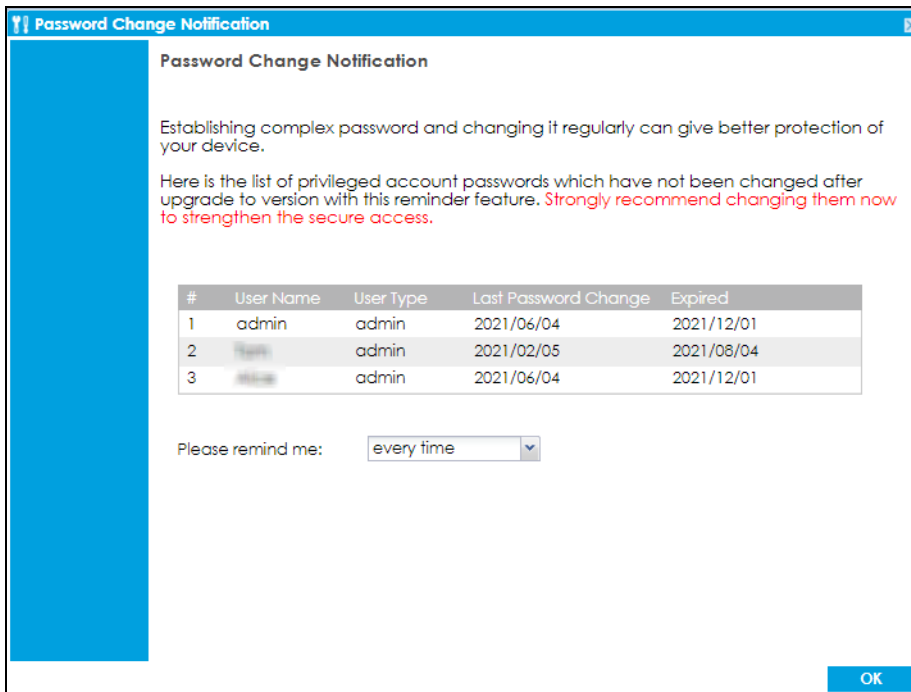 Password Change Notification
Password Change Notification
Establishing complex password and changing it regularly can give better protection of
your device.
Here is the list of privileged account passwords which have not been changed after
upgrade to version with this reminder feature. Strongly recommend changing them now
to strengthen the secure access.
# User Name User Type Last Password Change Expired
1 admin admin 2021/06/04 2021/12/01
2 admin 2021/02/05 2021/08/04
3 admin 2021/06/04 2021/12/01
Please remind me: every time
OK